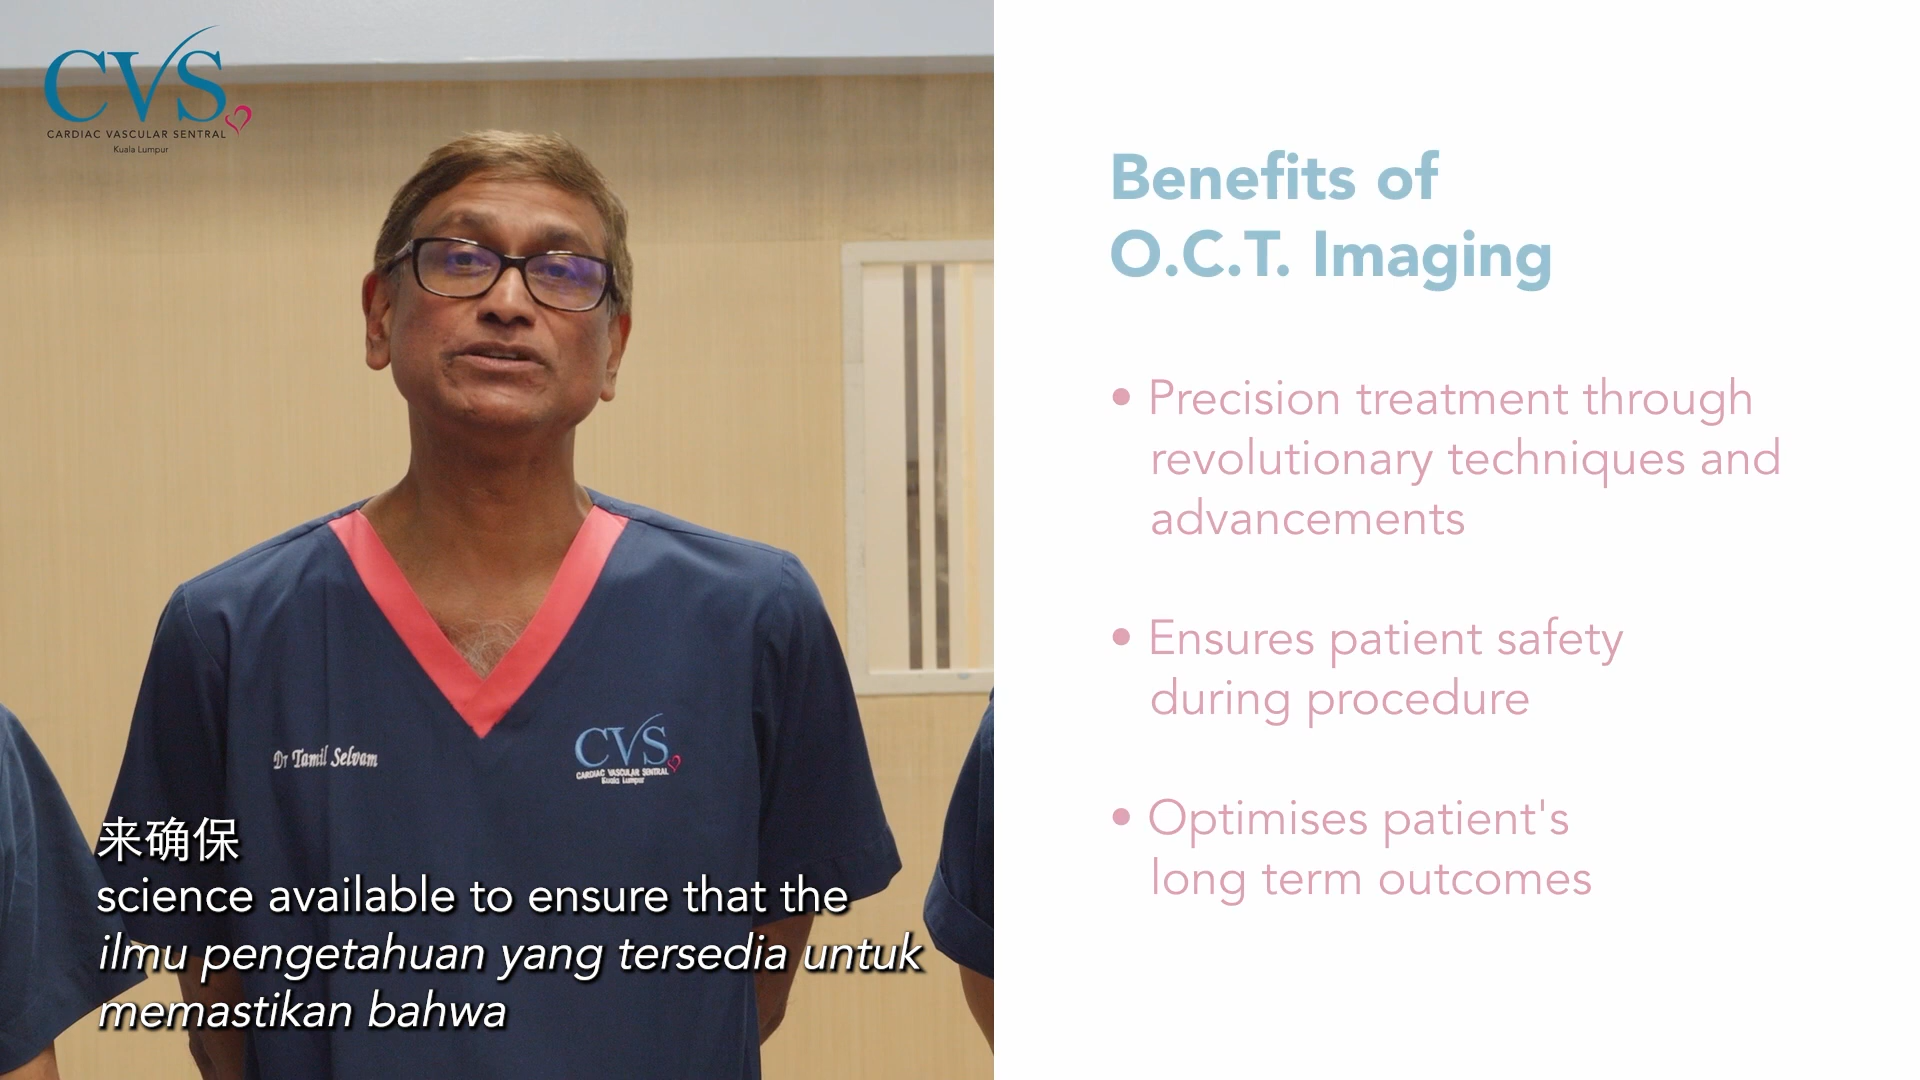 CVS
CARDIAC VASCULAR SENTRAL
Kuala Lumpur
Benefits of
O.C.T. Imaging
• Precision treatment through
revolutionary techniques and
advancements
• Ensures patient safety
during procedure
• Optimises patient's
long term outcomes
Dr Tamil Selvam
CVS
CARDIAC VASCULAR SENTRAL
Kuala Lumpur
来确保
science available to ensure that the
ilmu pengetahuan yang tersedia untuk
memastikan bahwa